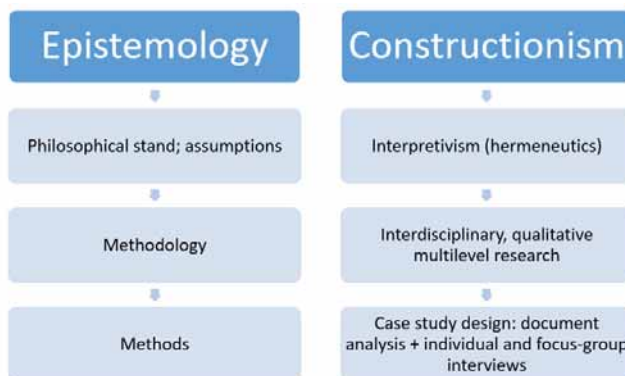 Epistemology
Philosophical stand; assumptions
Methodology
Methods
Constructionism
Interpretivism (hermeneutics)
Interdisciplinary, qualitative
multilevel research
Case study design: document
analysis + individual and focus-group
interviews